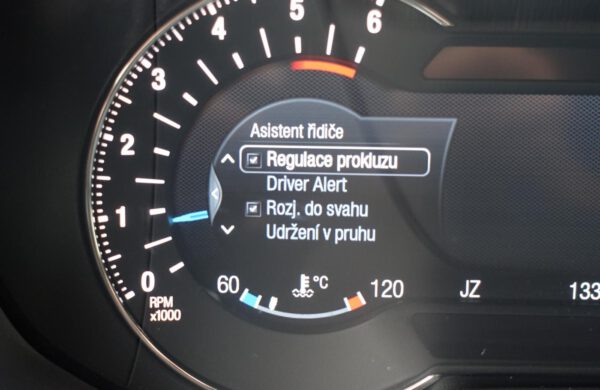 6
5
4
3
2
1
0
RPM
x1000
Asistent řidiče
Regulace prokluzu
Driver Alert
Rozj. do svahu
Udržení v pruhu
60 °C 120 JZ 133